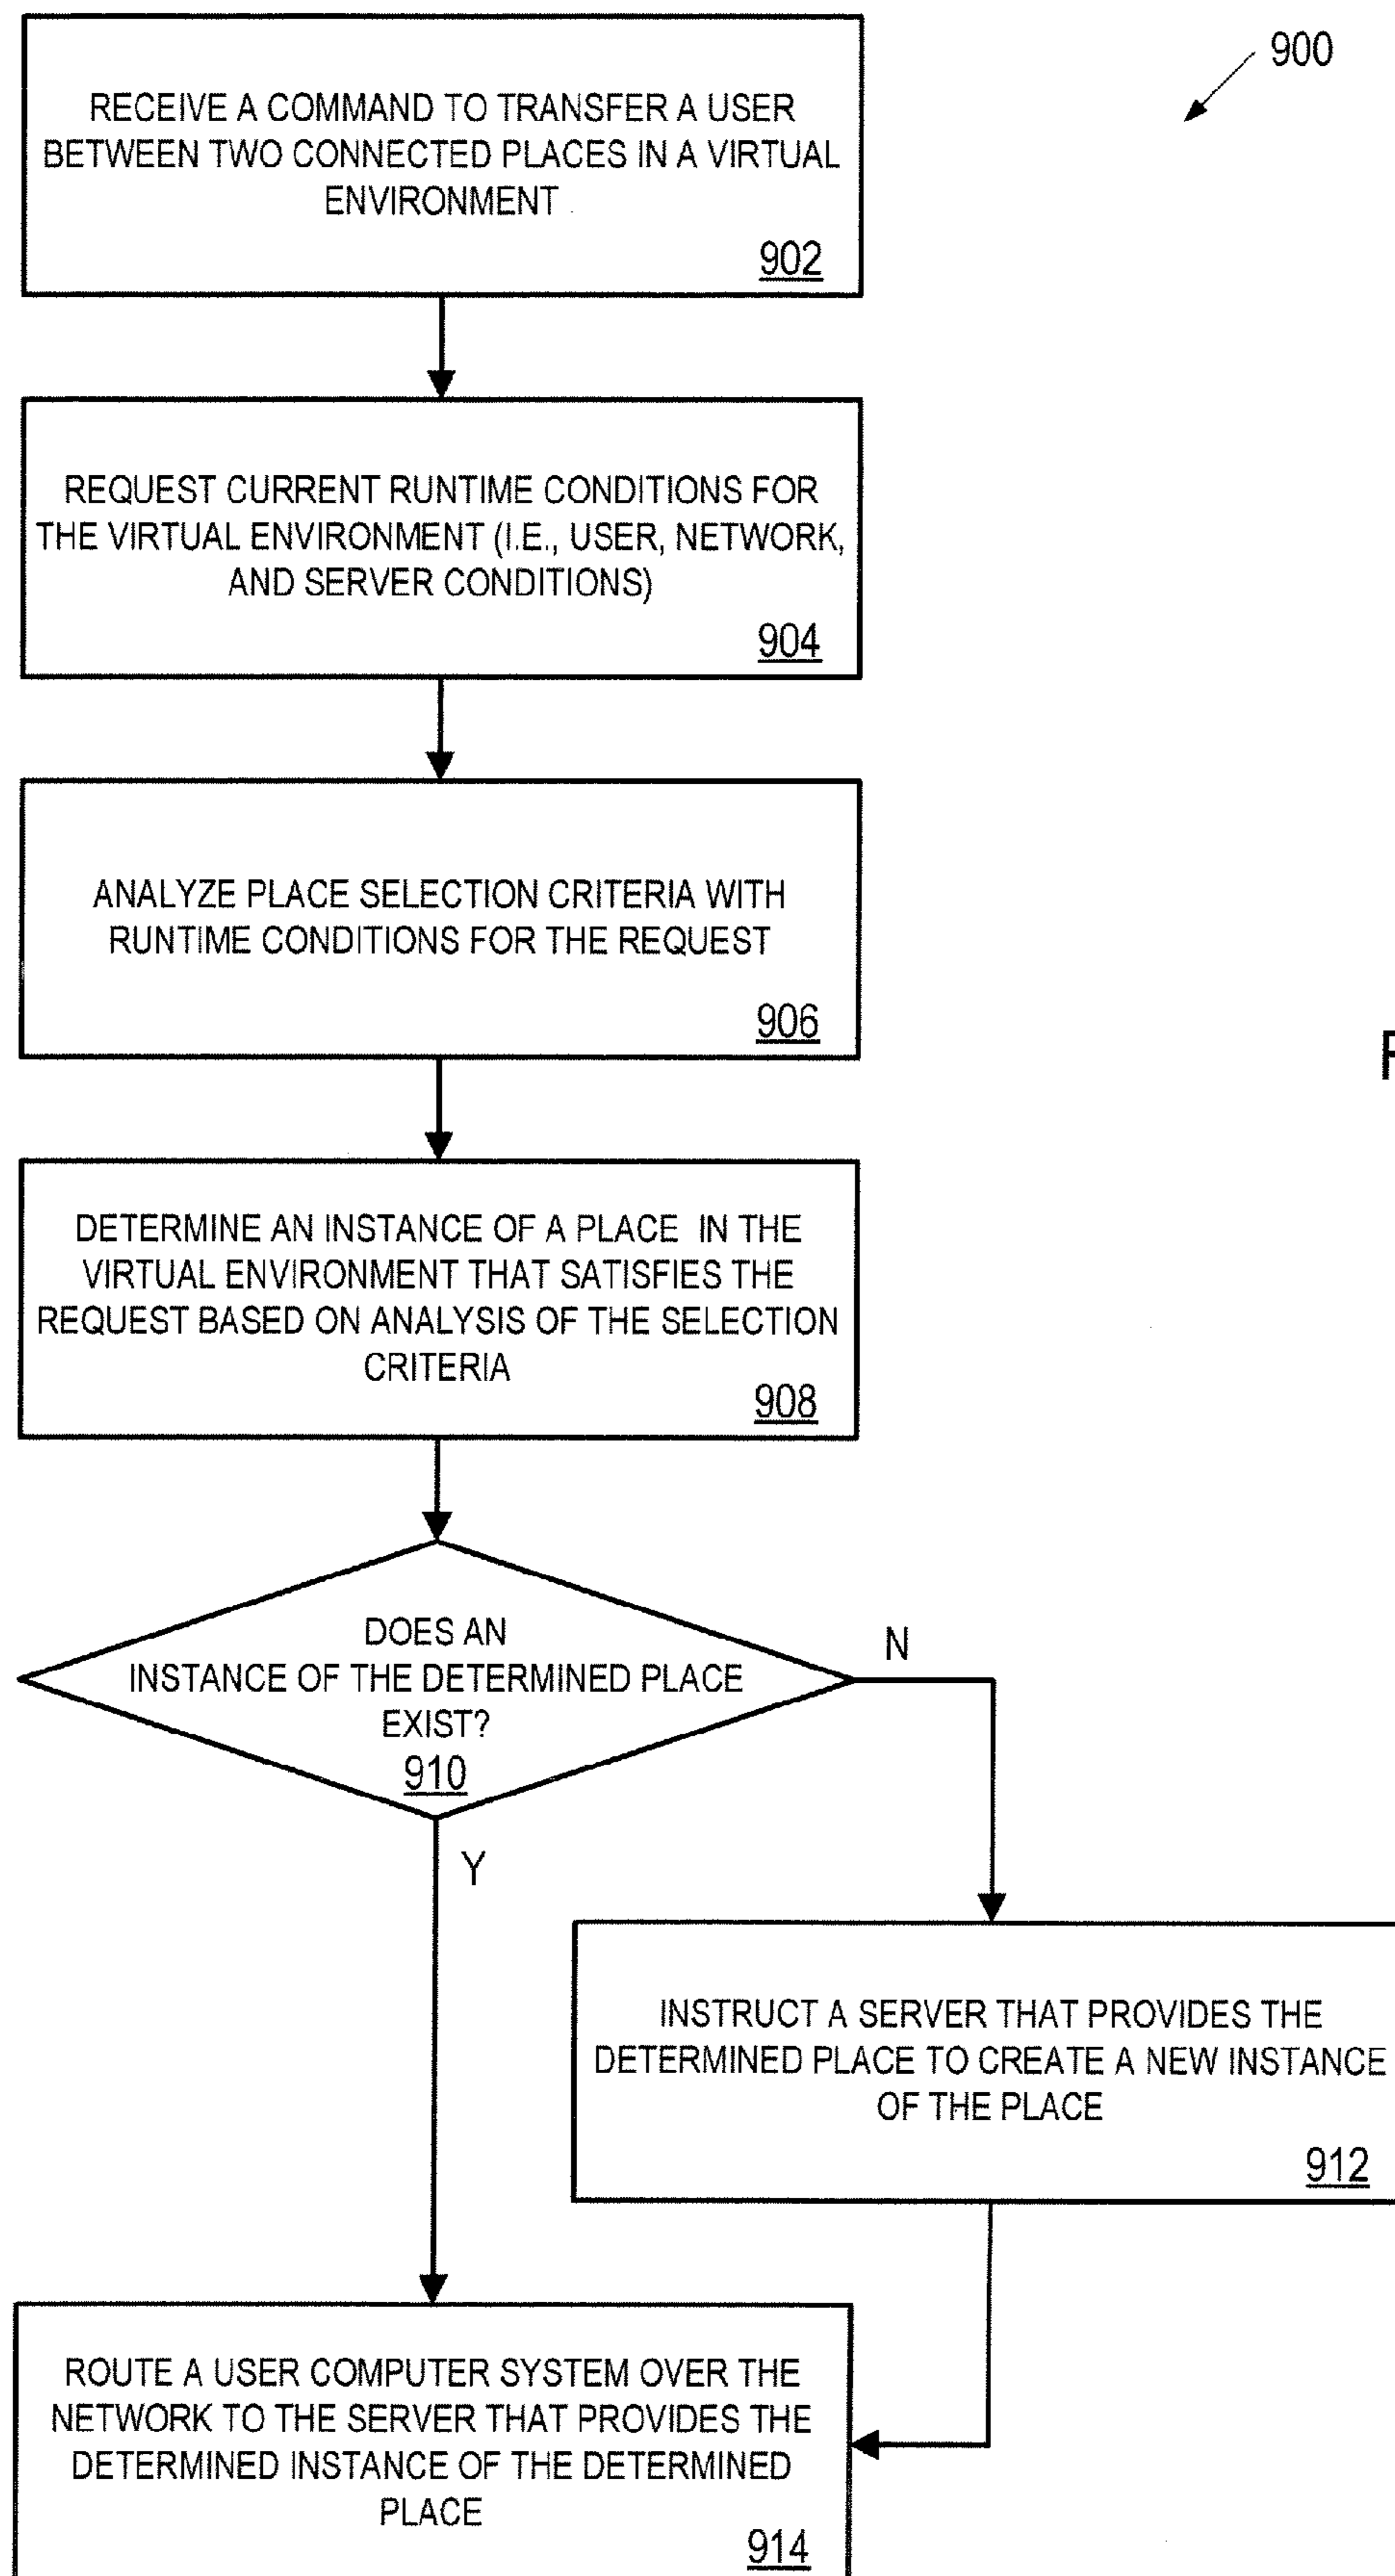 900
RECEIVE A COMMAND TO TRANSFER A USER
BETWEEN TWO CONNECTED PLACES IN A VIRTUAL
ENVIRONMENT
902
REQUEST CURRENT RUNTIME CONDITIONS FOR
THE VIRTUAL ENVIRONMENT (I.E., USER, NETWORK,
AND SERVER CONDITIONS)
904
ANALYZE PLACE SELECTION CRITERIA WITH
RUNTIME CONDITIONS FOR THE REQUEST
906
DETERMINE AN INSTANCE OF A PLACE IN THE
VIRTUAL ENVIRONMENT THAT SATISFIES THE
REQUEST BASED ON ANALYSIS OF THE SELECTION
CRITERIA
908
DOES AN
INSTANCE OF THE DETERMINED PLACE
EXIST?
910
N
Y
INSTRUCT A SERVER THAT PROVIDES THE
DETERMINED PLACE TO CREATE A NEW INSTANCE
OF THE PLACE
912
ROUTE A USER COMPUTER SYSTEM OVER THE
NETWORK TO THE SERVER THAT PROVIDES THE
DETERMINED INSTANCE OF THE DETERMINED
PLACE
914